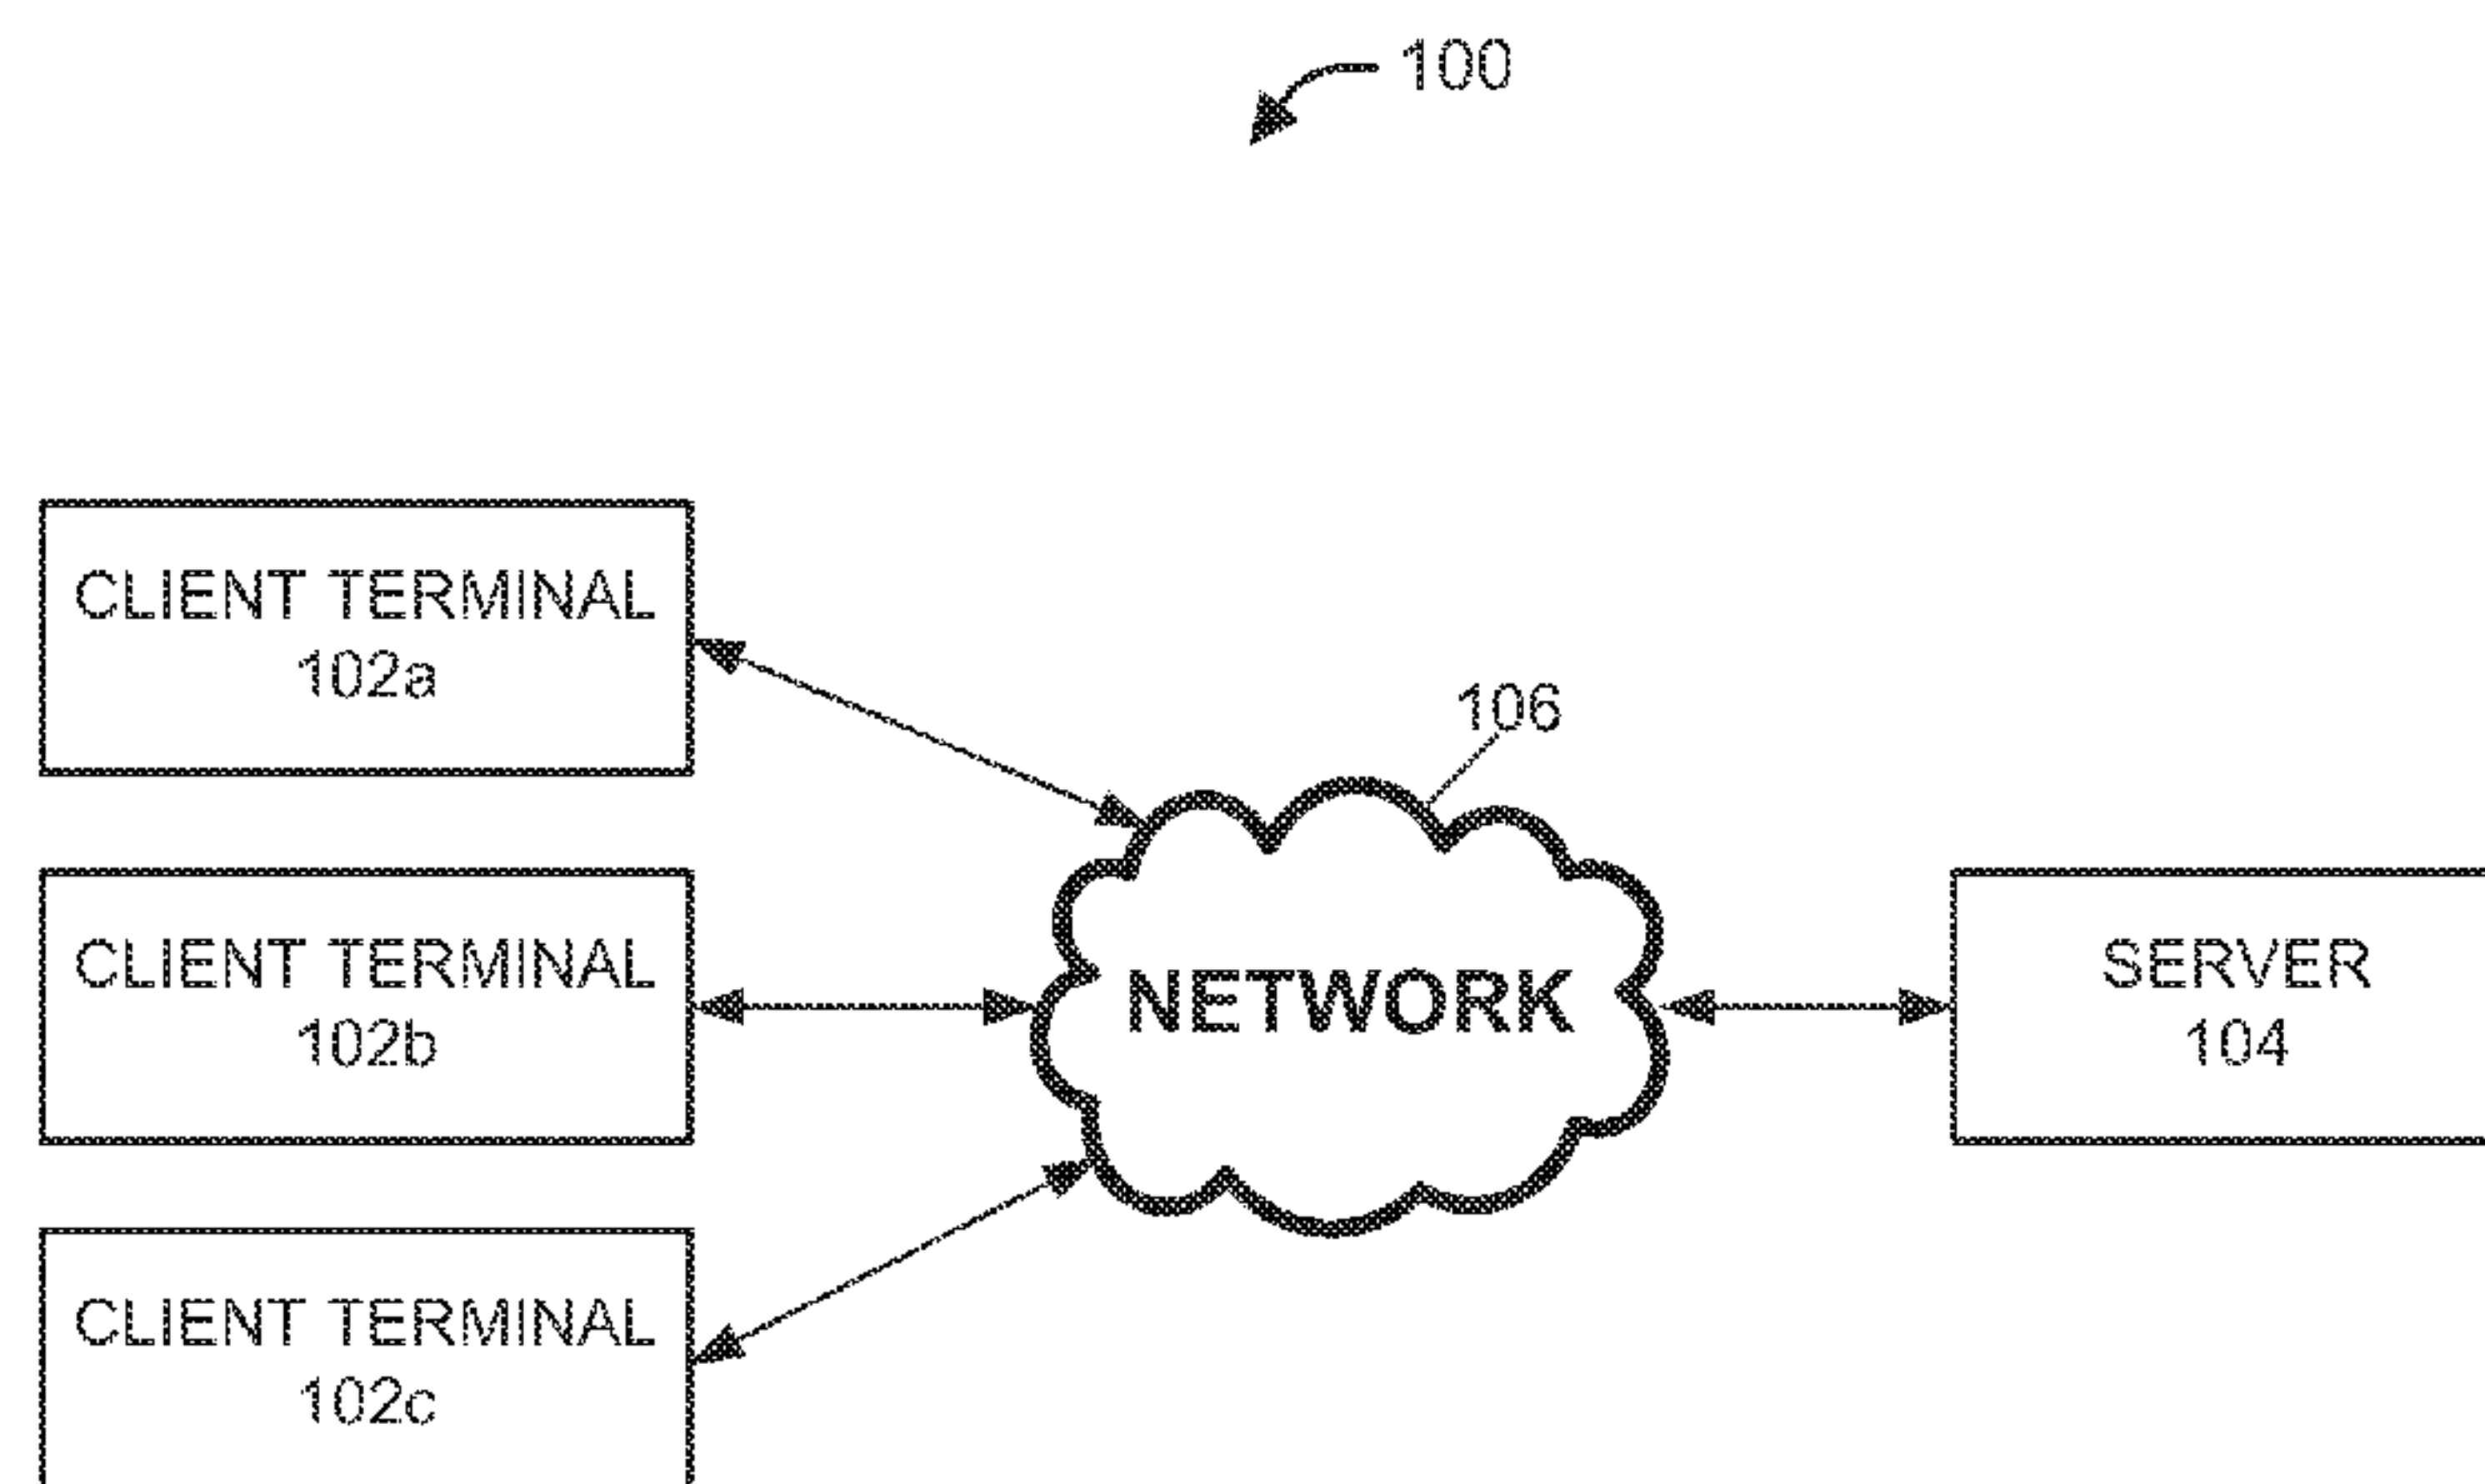 100
CLIENT TERMINAL
102a
106
CLIENT TERMINAL
102b
NETWORK
SERVER
104
CLIENT TERMINAL
102c